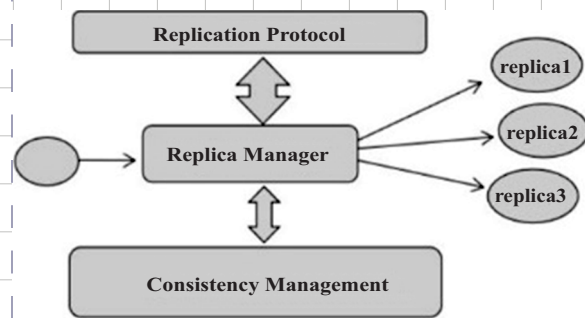 Replication Protocol
replica1
replica2
Replica Manager
replica3
Consistency Management